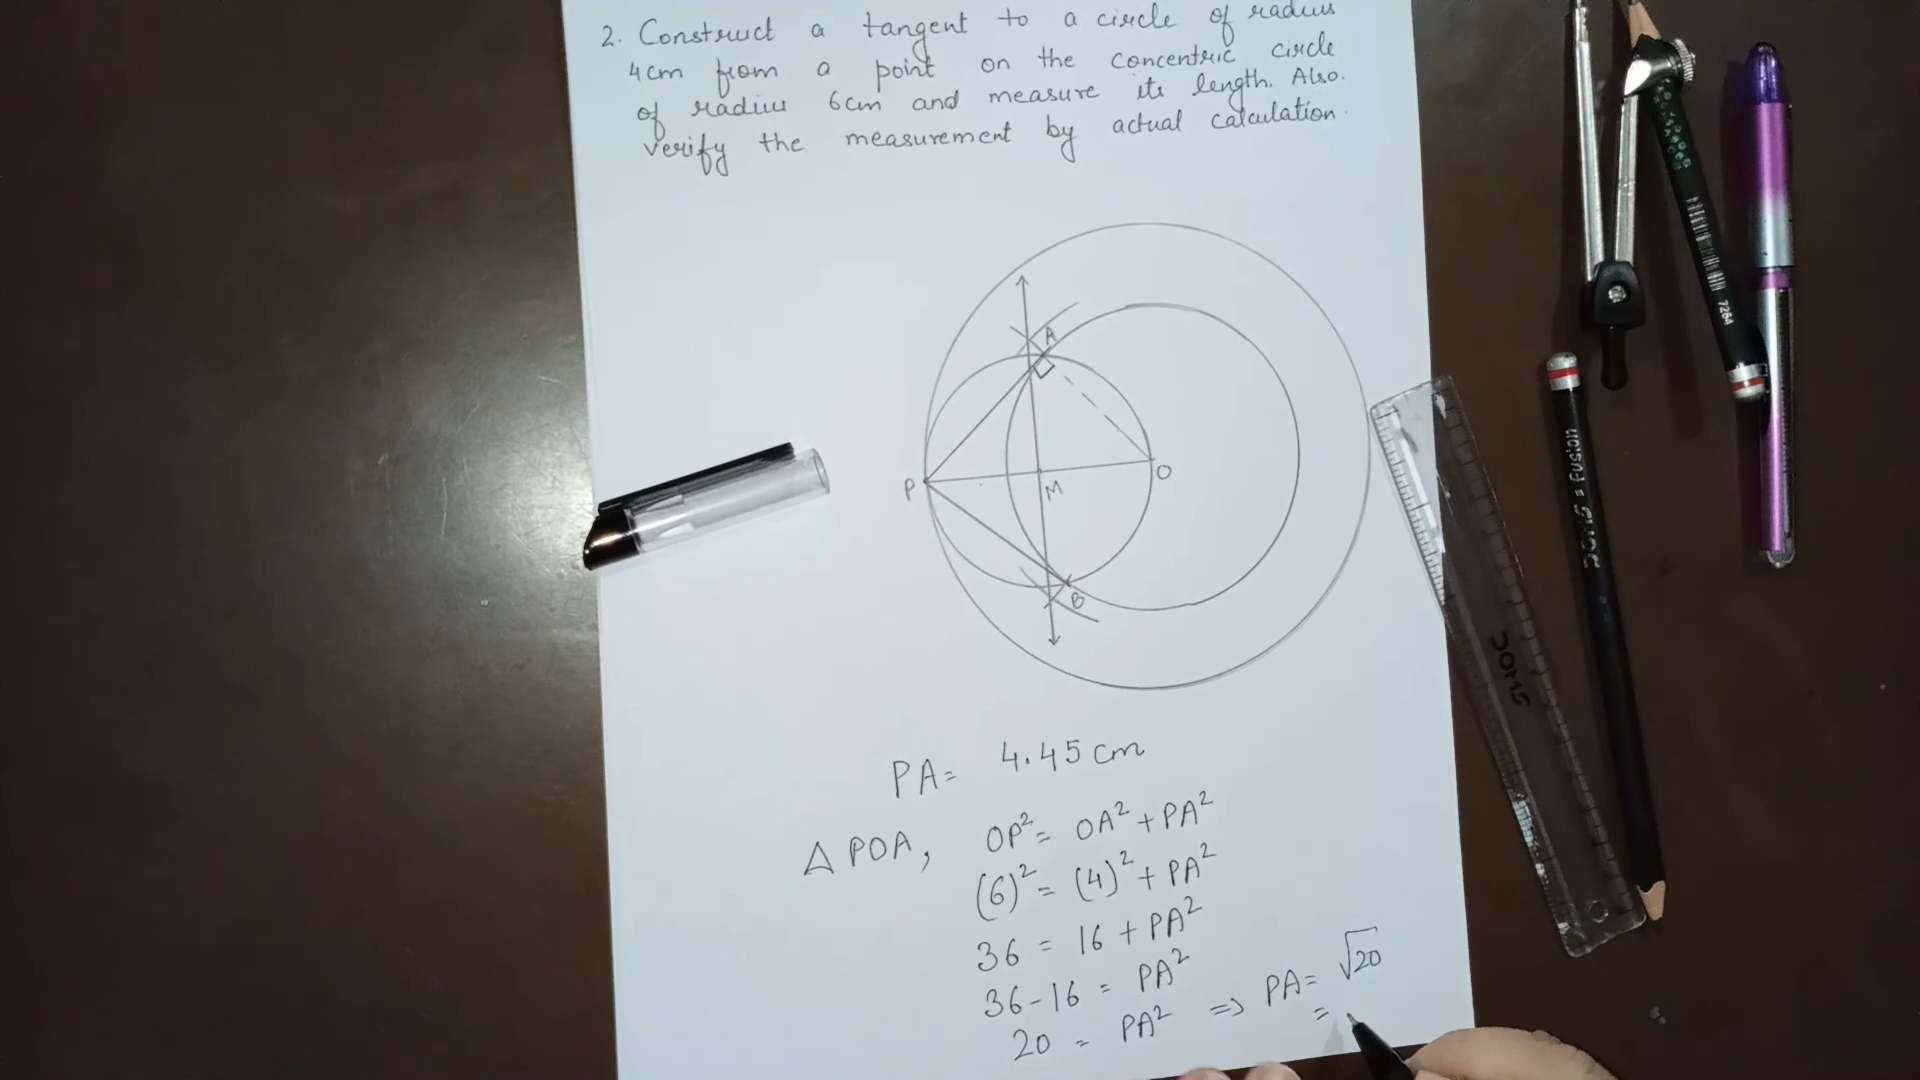 2. Construct a tangent to a circle of radius
4cm from a point on the concentric circle
of radius 6cm and measure its length. Also.
verify the measurement by actual calculation.
A
P
M
O
B
PA = 4.45 cm
△ POA, OP² = OA² + PA²
(6)² = (4)² + PA²
36 = 16 + PA²
36 - 16 = PA²
20 = PA² ⇒ PA = √20
=
7264
DOMS = fusion
DOMS